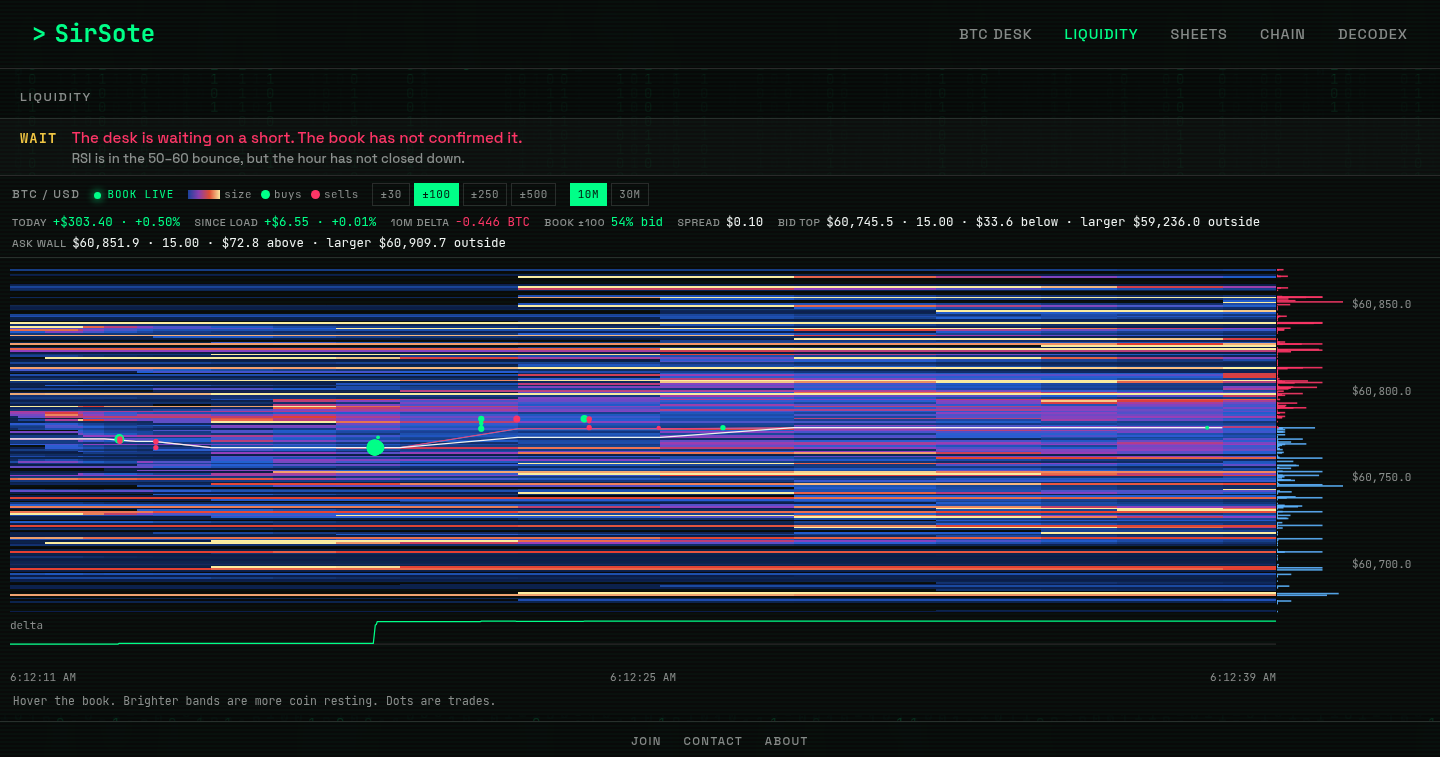 > SirSote
BTC DESK LIQUIDITY SHEETS CHAIN DECODEX
LIQUIDITY
WAIT The desk is waiting on a short. The book has not confirmed it.
RSI is in the 50–60 bounce, but the hour has not closed down.
BTC / USD BOOK LIVE size buys sells ±30 ±100 ±250 ±500 10M 30M
TODAY +$303.40 · +0.50% SINCE LOAD +$6.55 · +0.01% 10M DELTA -0.446 BTC BOOK ±100 54% bid SPREAD $0.10 BID TOP $60,745.5 · 15.00 · $33.6 below · larger $59,236.0 outside
ASK WALL $60,851.9 · 15.00 · $72.8 above · larger $60,909.7 outside
$60,850.0
$60,800.0
$60,750.0
$60,700.0
delta
6:12:11 AM 6:12:25 AM 6:12:39 AM
Hover the book. Brighter bands are more coin resting. Dots are trades.
JOIN CONTACT ABOUT